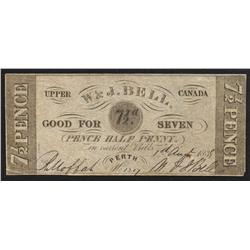 W & J. BELL.
UPPER CANADA
7½ᵈ
GOOD FOR SEVEN
(PENCE HALF PENNY,
in current Bills
PERTH
7½ PENCE
7½ PENCE